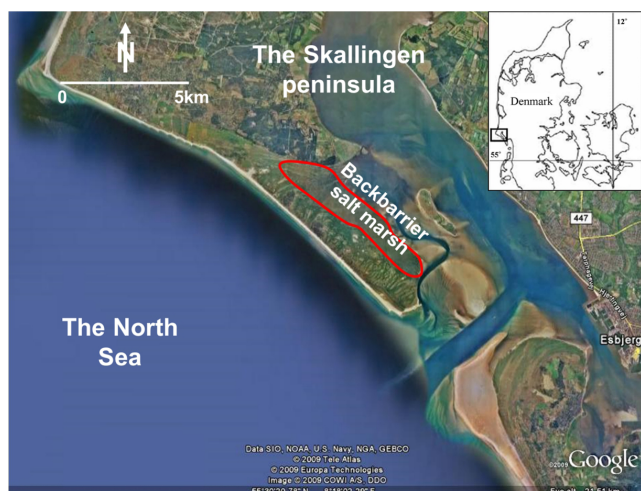 The Skallingen
peninsula
N
0 5km
12°
Denmark
55°
Backbarrier
salt marsh
447
Hjertingvej
The North
Sea
Esbjerg
Data SIO, NOAA, U.S. Navy, NGA, GEBCO
© 2009 Tele Atlas
© 2009 Europa Technologies
Image © 2009 COWI A/S, DDO
©2009 Google